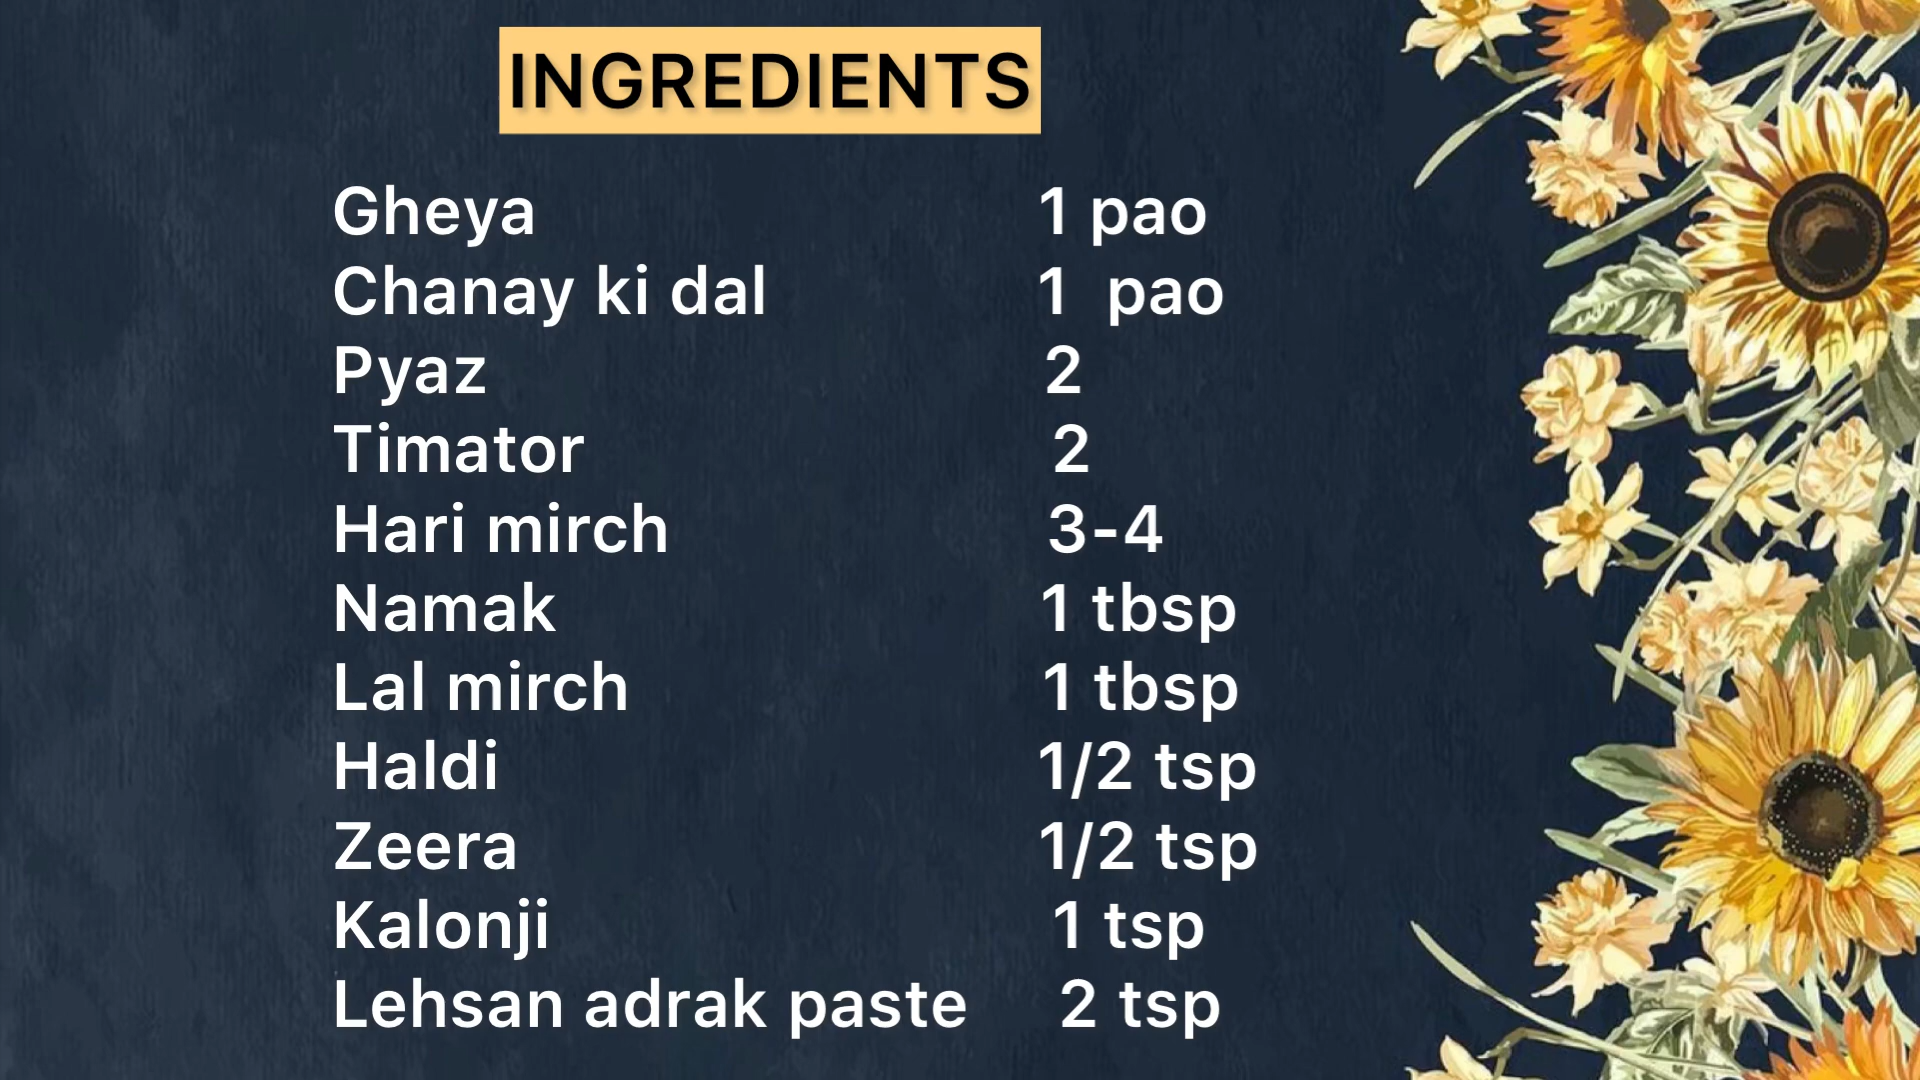 INGREDIENTS
Gheya 1 pao
Chanay ki dal 1 pao
Pyaz 2
Timator 2
Hari mirch 3-4
Namak 1 tbsp
Lal mirch 1 tbsp
Haldi 1/2 tsp
Zeera 1/2 tsp
Kalonji 1 tsp
Lehsan adrak paste 2 tsp